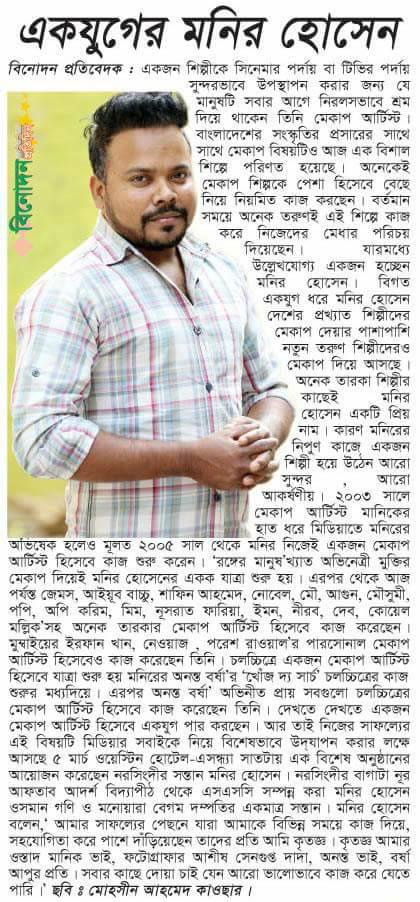 একযুগের মনির হোসেন
বিনোদন প্রতিবেদক : একজন শিল্পীকে সিনেমার পর্দায় বা টিভির পর্দায়
সুন্দরভাবে উপস্থাপন করার জন্য যে
মানুষটি সবার আগে নিরলসভাবে শ্রম
দিয়ে থাকেন তিনি মেকাপ আর্টিস্ট।
বাংলাদেশের সংস্কৃতির প্রসারের সাথে
সাথে মেকাপ বিষয়টিও আজ এক বিশাল
শিল্পে পরিণত হয়েছে। অনেকেই
মেকাপ শিল্পকে পেশা হিসেবে বেছে
নিয়ে নিয়মিত কাজ করছেন। বর্তমান
সময়ে অনেক তরুণই এই শিল্পে কাজ
করে নিজেদের মেধার পরিচয়
দিয়েছেন। যারমধ্যে
উল্লেখযোগ্য একজন হচ্ছেন
মনির হোসেন। বিগত
একযুগ ধরে মনির হোসেন
দেশের প্রখ্যাত শিল্পীদের
মেকাপ দেয়ার পাশাপাশি
নতুন তরুণ শিল্পীদেরও
মেকাপ দিয়ে আসছে।
অনেক তারকা শিল্পীর
কাছেই মনির
হোসেন একটি প্রিয়
নাম। কারণ মনিরের
নিপুণ কাজে একজন
শিল্পী হয়ে উঠেন আরো
সুন্দর , আরো
আকর্ষণীয়। ২০০৩ সালে
মেকাপ আর্টিস্ট মানিকের
হাত ধরে মিডিয়াতে মনিরের
অভিষেক হলেও মূলত ২০০৫ সাল থেকে মনির নিজেই একজন মেকাপ
আর্টিস্ট হিসেবে কাজ শুরু করেন। ‘রঙ্গের মানুষ’খ্যাত অভিনেত্রী মুক্তির
মেকাপ দিয়েই মনির হোসেনের একক যাত্রা শুরু হয়। এরপর থেকে আজ
পর্যন্ত জেমস, আইয়ুব বাচ্চু, শাফিন আহমেদ, নোবেল, মৌ, আগুন, মৌসুমী,
পপি, অপি করিম, মিম, নূসরাত ফারিয়া, ইমন, নীরব, দেব, কোয়েল
মল্লিক’সহ অনেক তারকার মেকাপ আর্টিস্ট হিসেবে কাজ করেছেন।
মুম্বাইয়ের ইরফান খান, নেওয়াজ , পরেশ রাওয়াল’র পারসোনাল মেকাপ
আর্টিস্ট হিসেবেও কাজ করেছেন তিনি। চলচ্চিত্রে একজন মেকাপ আর্টিস্ট
হিসেবে যাত্রা শুরু হয় মনিরের অনন্ত বর্ষা’র ‘খোঁজ দ্য সার্চ’ চলচ্চিত্রের কাজ
শুরুর মধ্যদিয়ে। এরপর অনন্ত বর্ষা’ অভিনীত প্রায় সবগুলো চলচ্চিত্রের
মেকাপ আর্টিস্ট হিসেবে কাজ করেছেন তিনি। দেখতে দেখতে একজন
মেকাপ আর্টিস্ট হিসেবে একযুগ পার করছেন। আর তাই নিজের সাফল্যের
এই বিষয়টি মিডিয়ার সবাইকে নিয়ে বিশেষভাবে উদ্‌যাপন করার লক্ষে
আসছে ৫ মার্চ ওয়েস্টিন হোটেল-এসন্ধ্যা সাতটায় এক বিশেষ অনুষ্ঠানের
আয়োজন করেছেন নরসিংদীর সন্তান মনির হোসেন। নরসিংদীর বাগাটা নূর
আফতাব আদর্শ বিদ্যাপীঠ থেকে এসএসসি সম্পন্ন করা মনির হোসেন
ওসমান গণি ও মনোয়ারা বেগম দম্পতির একমাত্র সন্তান। মনির হোসেন
বলেন,‘ আমার সাফল্যের পেছনে যারা আমাকে বিভিন্ন সময়ে কাজ দিয়ে,
সহযোগিতা করে পাশে দাঁড়িয়েছেন তাদের প্রতি আমি কৃতজ্ঞ। কৃতজ্ঞ আমার
ওস্তাদ মানিক ভাই, ফটোগ্রাফার আশীষ সেনগুপ্ত দাদা, অনন্ত ভাই, বর্ষা
আপুর প্রতি। সবার কাছে দোয়া চাই যেন আরো ভালোভাবে কাজ করে যেতে
পারি।’ ছবি : মোহসীন আহমেদ কাওছার।
বিনোদন
প্রতিদিন